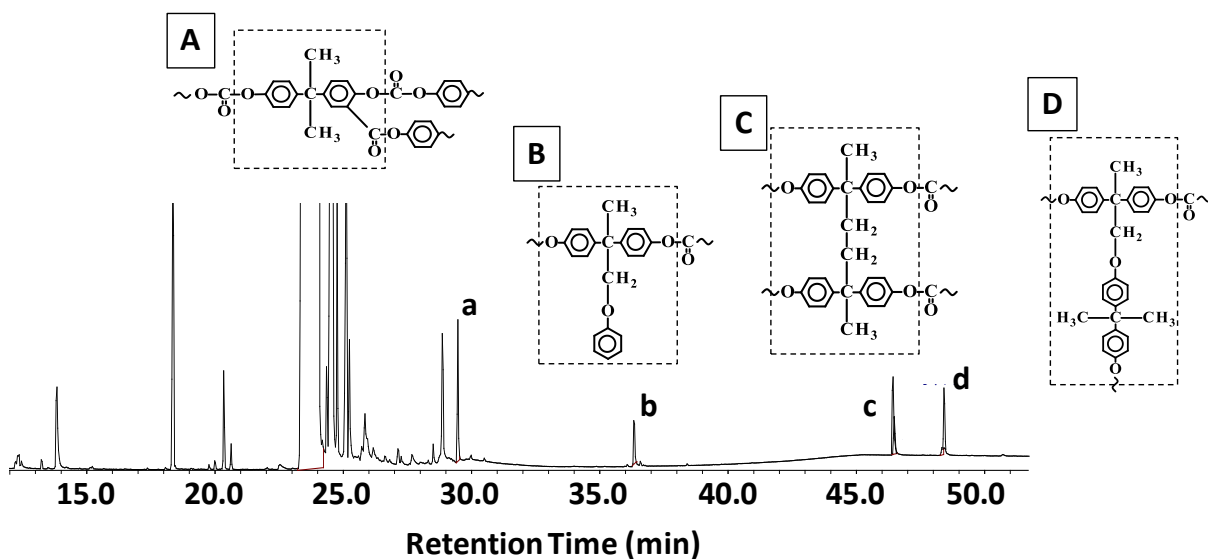 A
CH3
~O-C-O C O-C-O ~
O O
CH3
C-O ~
O
B
CH3
~O C O-C~
CH2 O
O
C
CH3
~O C O-C~
CH2 O
CH2
~O C O-C~
CH3 O
D
CH3
~O C O-C~
CH2 O
O
H3C C CH3
O
a
b
c
d
15.0 20.0 25.0 30.0 35.0 40.0 45.0 50.0
Retention Time (min)